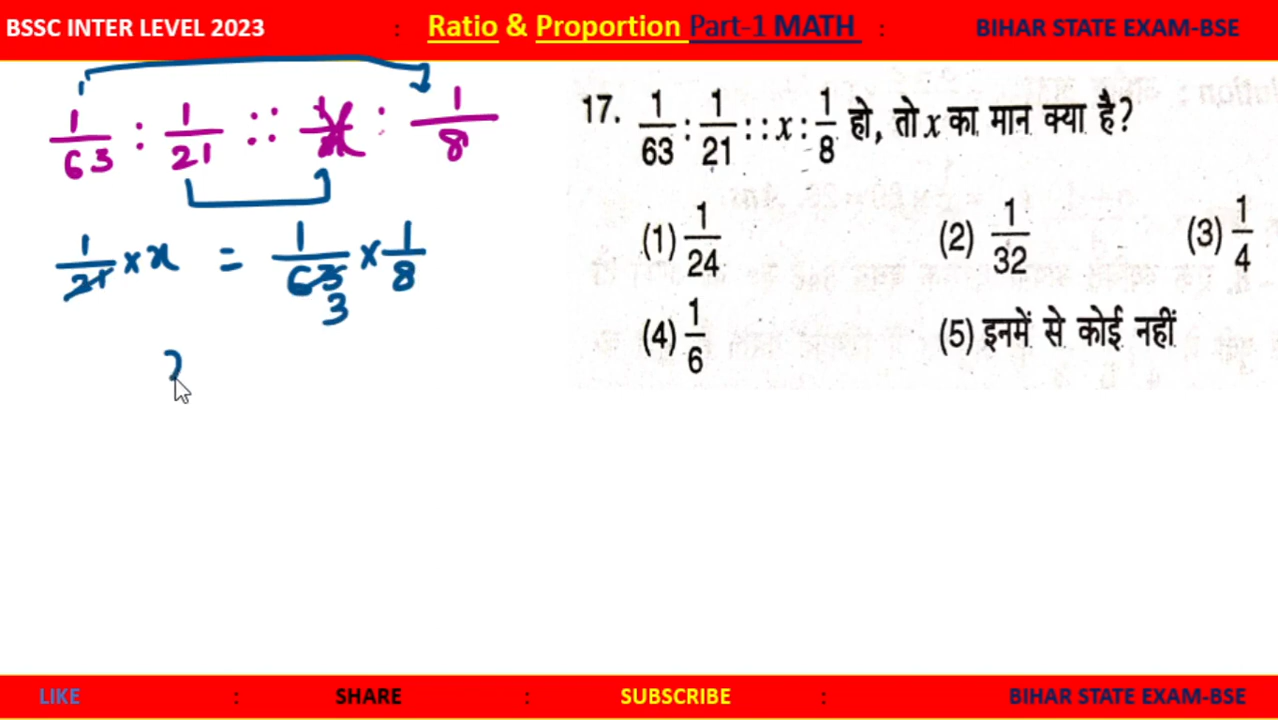 BSSC INTER LEVEL 2023 : Ratio & Proportion Part-1 MATH : BIHAR STATE EXAM-BSE
1/63 : 1/21 :: x : 1/8
1/21 × x = 1/63 × 1/8
3
17. 1/63 : 1/21 : : x : 1/8 हो, तो x का मान क्या है?
(1) 1/24 (2) 1/32 (3) 1/4
(4) 1/6 (5) इनमें से कोई नहीं
LIKE : SHARE : SUBSCRIBE : BIHAR STATE EXAM-BSE